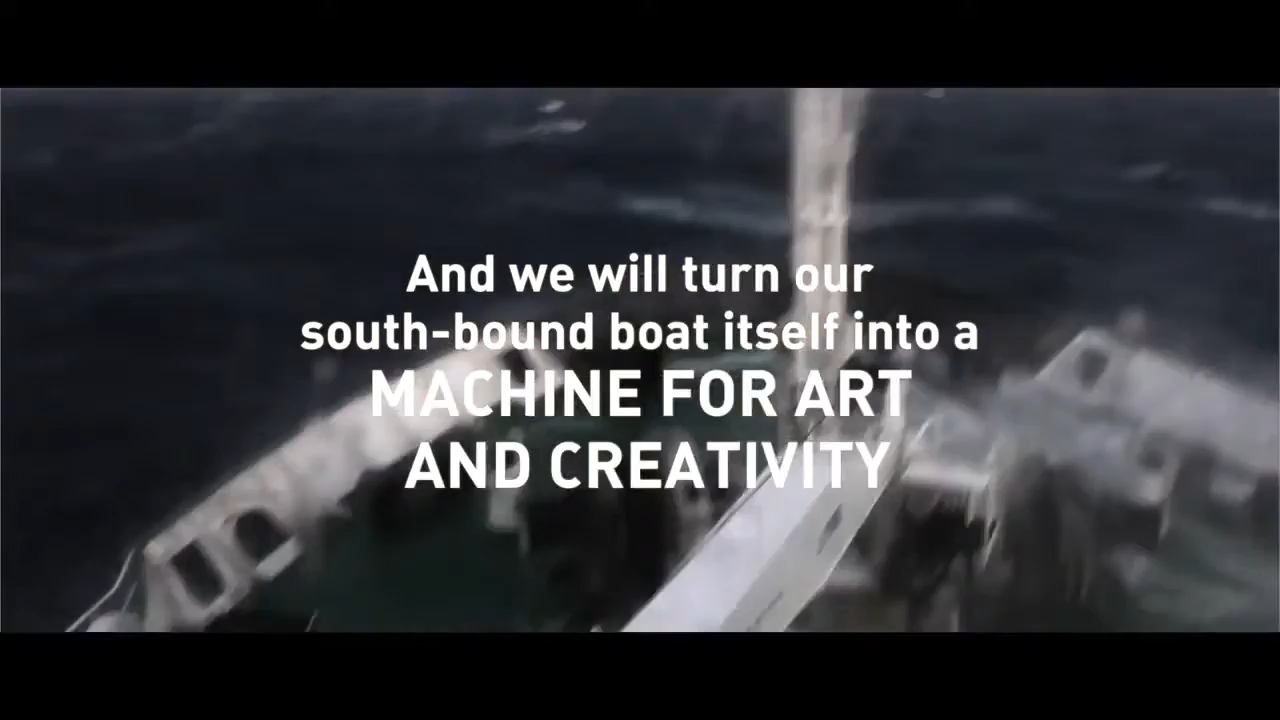 And we will turn our
south-bound boat itself into a
MACHINE FOR ART
AND CREATIVITY